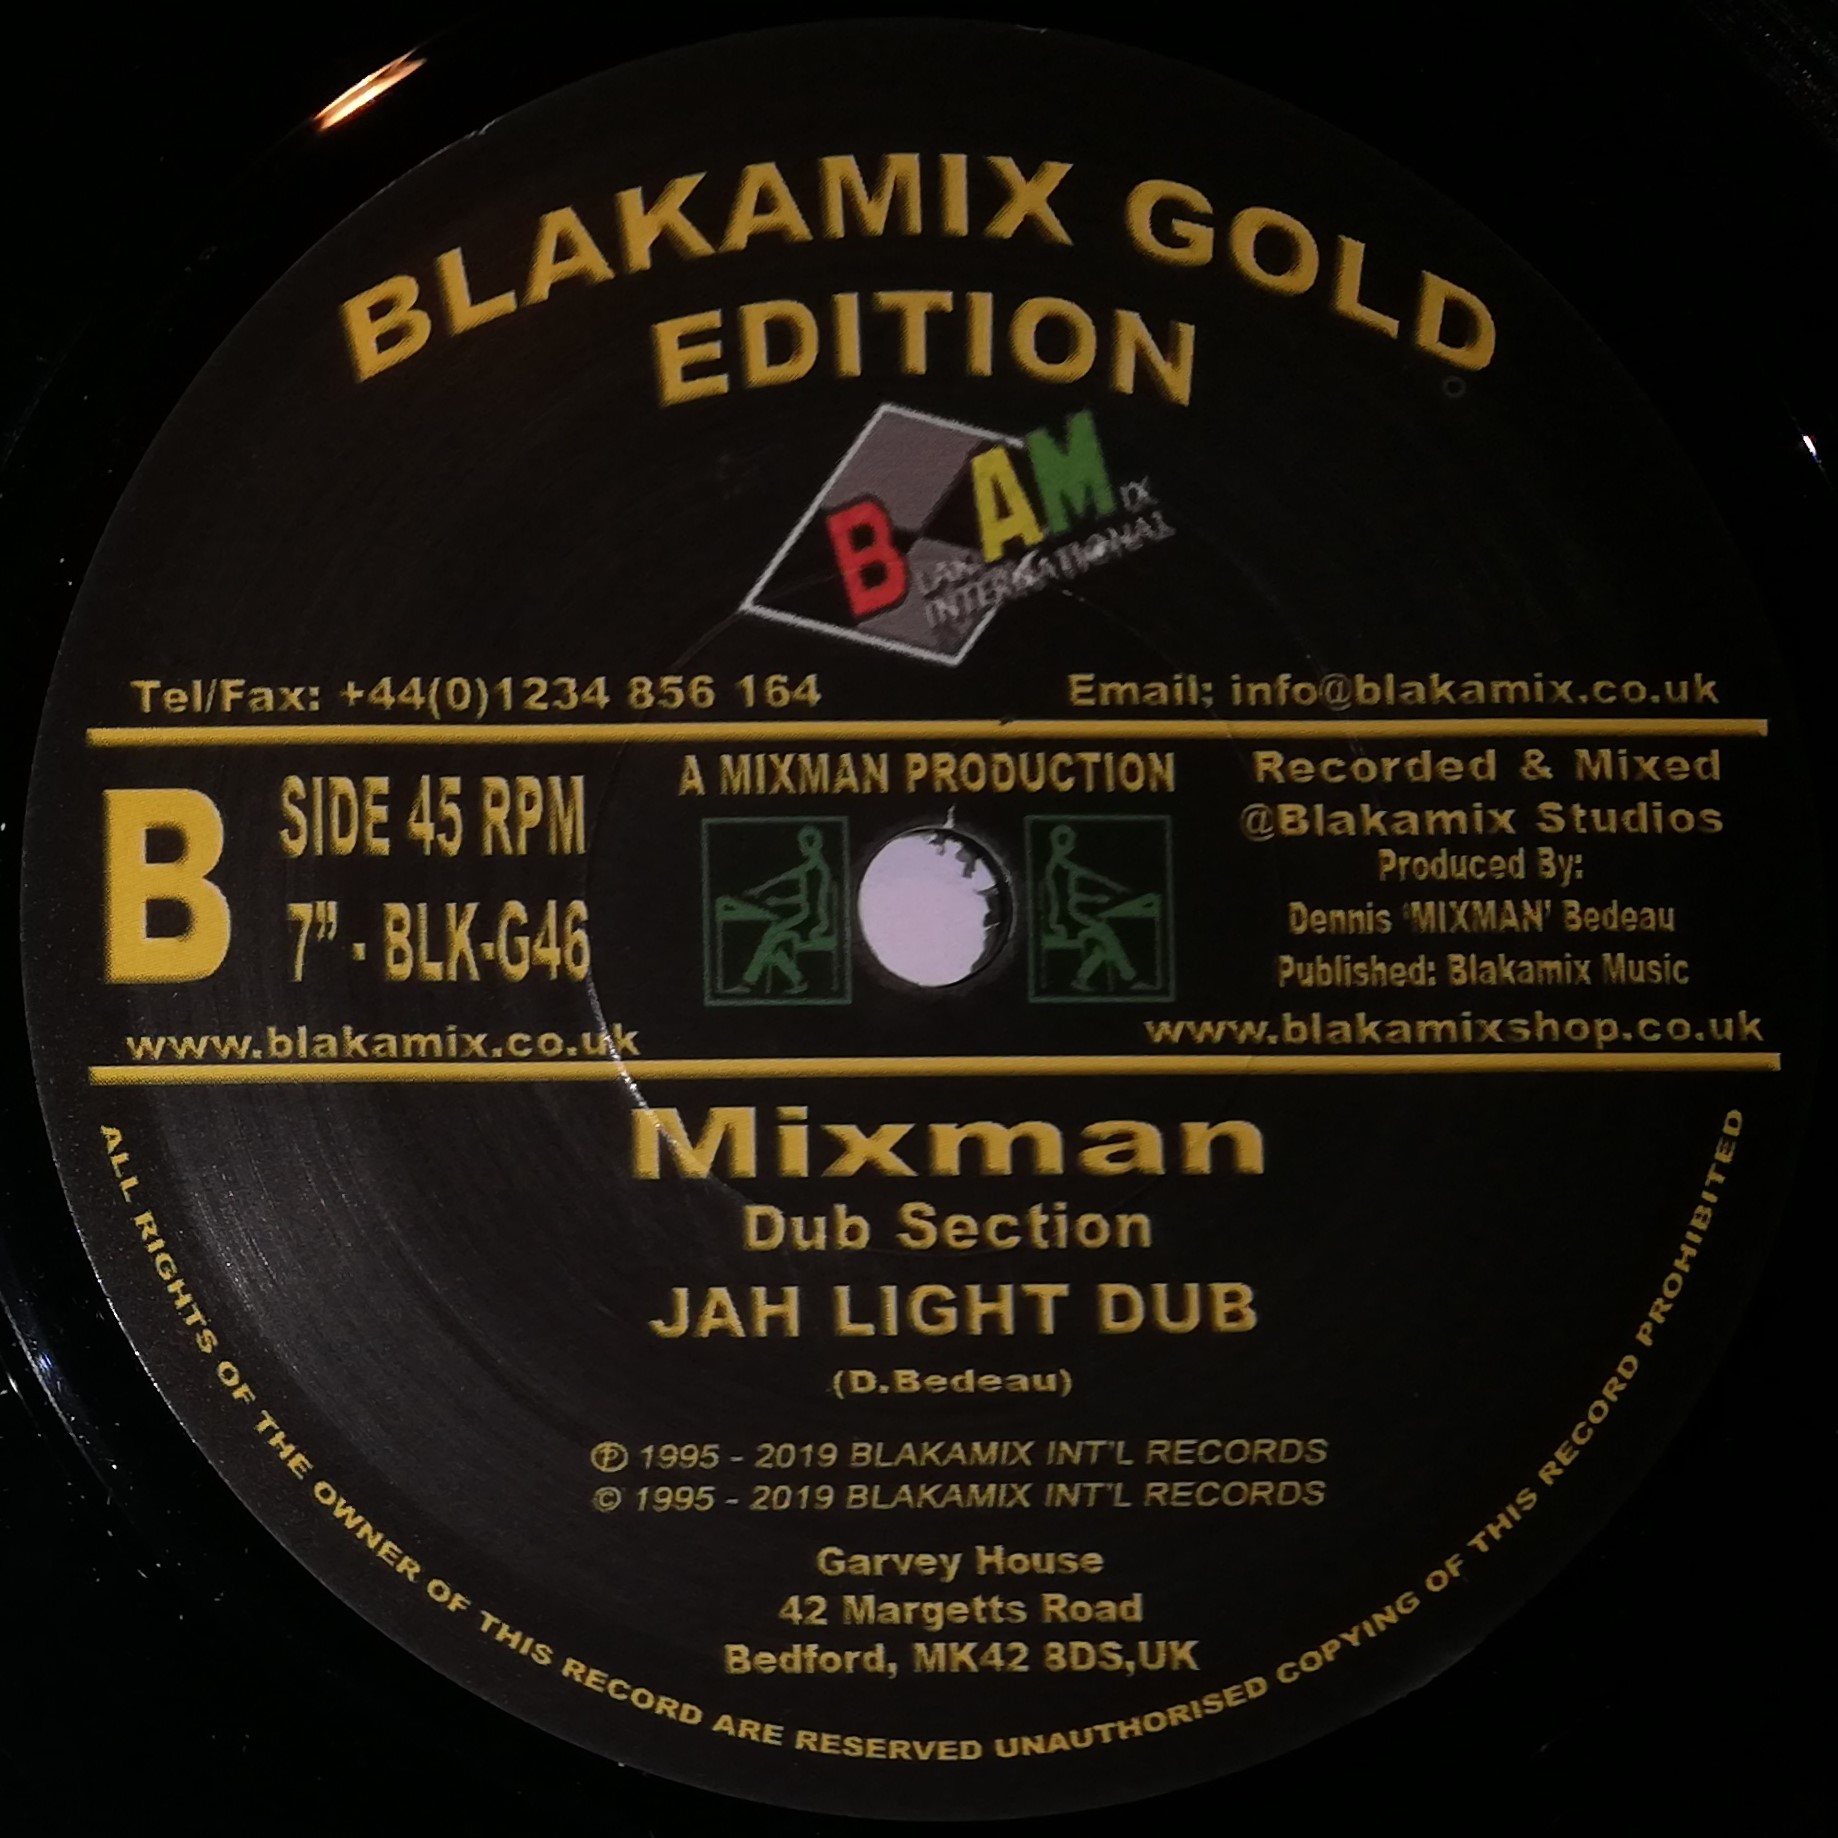 BLAKAMIX GOLD
EDITION
BLAKAMIX
INTERNATIONAL
Tel/Fax: +44(0)1234 856 164
Email; info@blakamix.co.uk
B
SIDE 45 RPM
7” - BLK-G46
www.blakamix.co.uk
A MIXMAN PRODUCTION
Recorded & Mixed
@Blakamix Studios
Produced By:
Dennis ‘MIXMAN’ Bedeau
Published: Blakamix Music
www.blakamixshop.co.uk
Mixman
Dub Section
JAH LIGHT DUB
(D.Bedeau)
℗ 1995 - 2019 BLAKAMIX INT'L RECORDS
© 1995 - 2019 BLAKAMIX INT'L RECORDS
Garvey House
42 Margetts Road
Bedford, MK42 8DS,UK
ALL RIGHTS OF THE OWNER OF THIS RECORD ARE RESERVED UNAUTHORISED COPYING OF THIS RECORD PROHIBITED